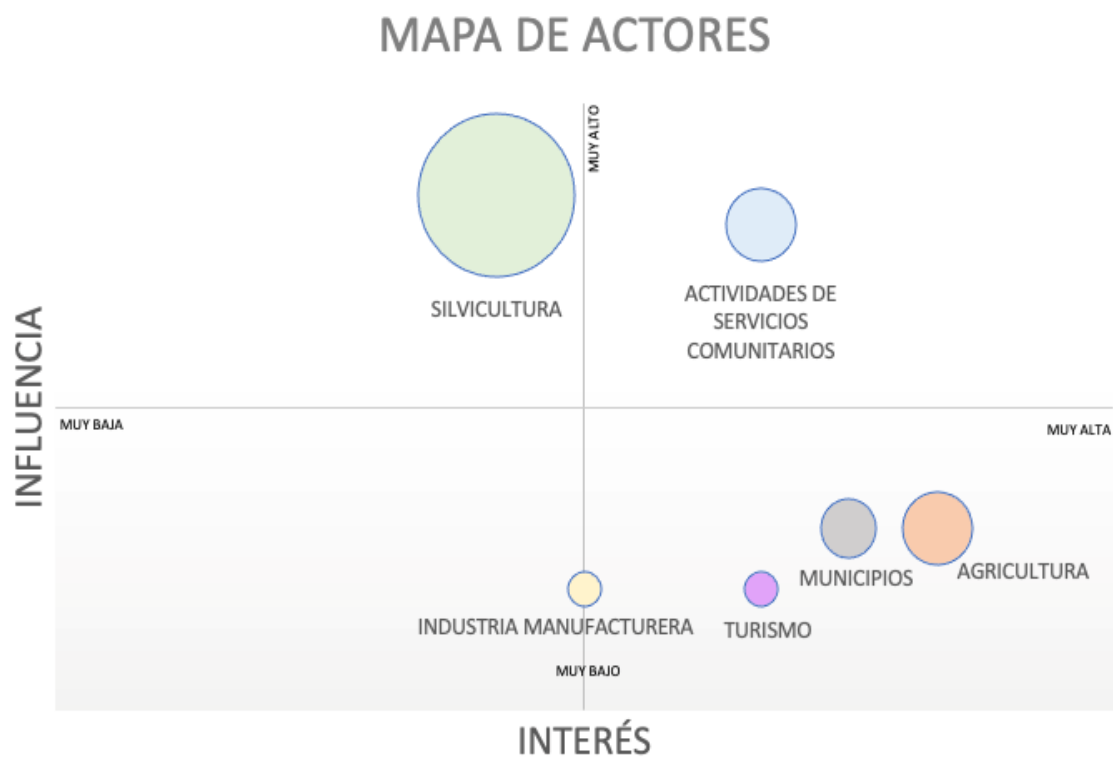 MAPA DE ACTORES
MUY ALTO
SILVICULTURA
ACTIVIDADES DE
SERVICIOS
COMUNITARIOS
INFLUENCIA
MUY BAJA
MUY ALTA
MUNICIPIOS
AGRICULTURA
INDUSTRIA MANUFACTURERA
TURISMO
MUY BAJO
INTERÉS